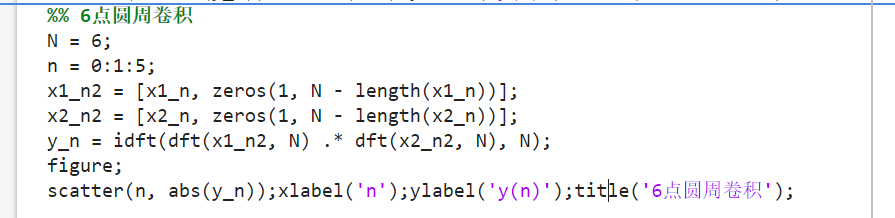 %% 6点圆周卷积
N = 6;
n = 0:1:5;
x1_n2 = [x1_n, zeros(1, N - length(x1_n))];
x2_n2 = [x2_n, zeros(1, N - length(x2_n))];
y_n = idft(dft(x1_n2, N) .* dft(x2_n2, N), N);
figure;
scatter(n, abs(y_n));xlabel('n');ylabel('y(n)');title('6点圆周卷积');